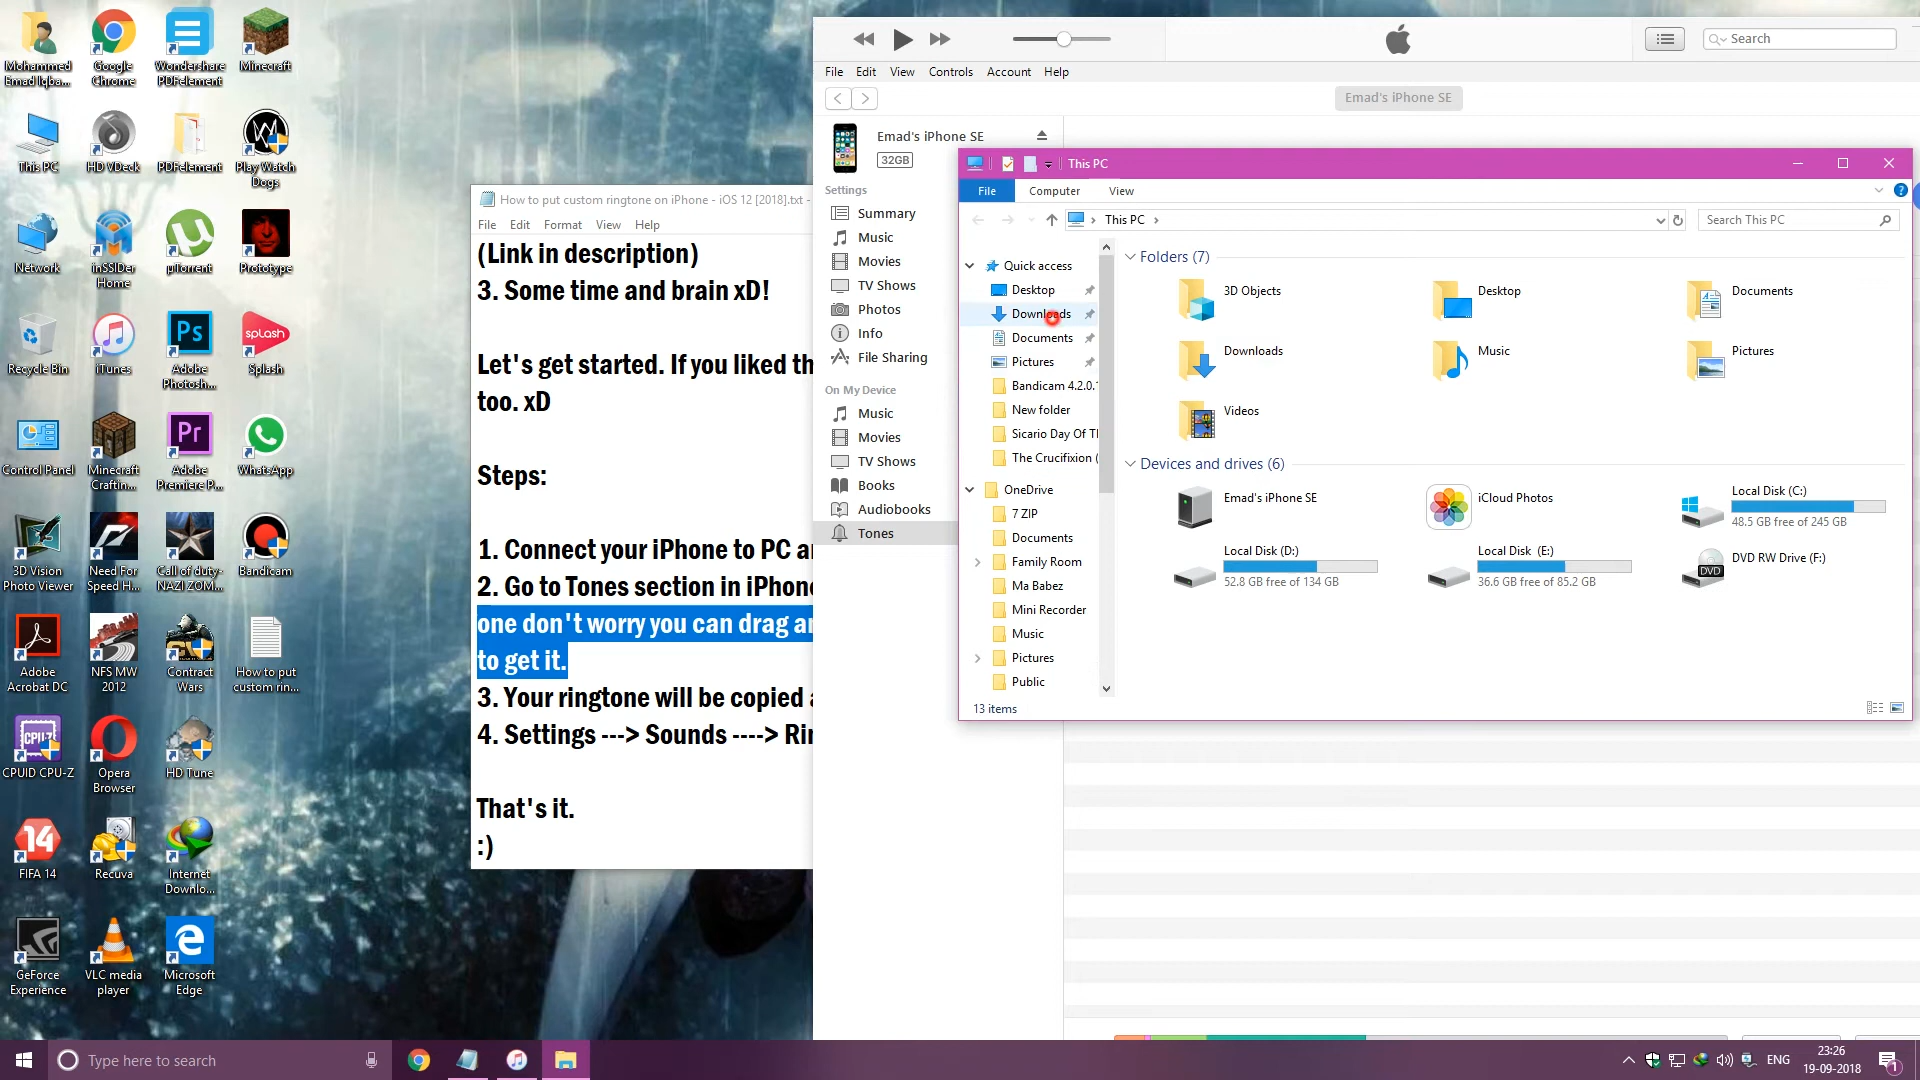 Mohammed
Emad Iqba...
Google
Chrome
Wondershare
PDFelement
Minecraft
This PC
HD VDeck
PDFelement
Play Watch
Dogs
Network
inSSIDer
Home
µTorrent
Prototype
Recycle Bin
iTunes
Ps
Adobe
Photosh...
splash
Splash
Control Panel
Minecraft
Craftin...
Pr
Adobe
Premiere P...
WhatsApp
3D Vision
Photo Viewer
Need For
Speed H...
Call of duty-
NAZI ZOM...
Bandicam
Adobe
Acrobat DC
NFS MW
2012
Contract
Wars
How to put
custom rin...
CPU-Z
CPUID CPU-Z
Opera
Browser
HD Tune
14
FIFA 14
Recuva
Internet
Downlo...
GeForce
Experience
VLC media
player
Microsoft
Edge
How to put custom ringtone on iPhone - iOS 12 [2018].txt -
File Edit Format View Help
(Link in description)
3. Some time and brain xD!
Let's get started. If you liked th
too. xD
Steps:
1. Connect your iPhone to PC an
2. Go to Tones section in iPhone
one don't worry you can drag an
to get it.
3. Your ringtone will be copied a
4. Settings ---> Sounds ----> Rin
That's it.
:)
Search
File Edit View Controls Account Help
Emad's iPhone SE
Emad's iPhone SE
32GB
Settings
Summary
Music
Movies
TV Shows
Photos
Info
File Sharing
On My Device
Music
Movies
TV Shows
Books
Audiobooks
Tones
This PC
File Computer View
This PC
Search This PC
Quick access
Desktop
Downloads
Documents
Pictures
Bandicam 4.2.0.1
New folder
Sicario Day Of Th
The Crucifixion (
OneDrive
7 ZIP
Documents
Family Room
Ma Babez
Mini Recorder
Music
Pictures
Public
Folders (7)
3D Objects
Desktop
Documents
Downloads
Music
Pictures
Videos
Devices and drives (6)
Emad's iPhone SE
iCloud Photos
Local Disk (C:)
48.5 GB free of 245 GB
Local Disk (D:)
52.8 GB free of 134 GB
Local Disk (E:)
36.6 GB free of 85.2 GB
DVD
DVD RW Drive (F:)
13 items
Type here to search
ENG
23:26
19-09-2018
1